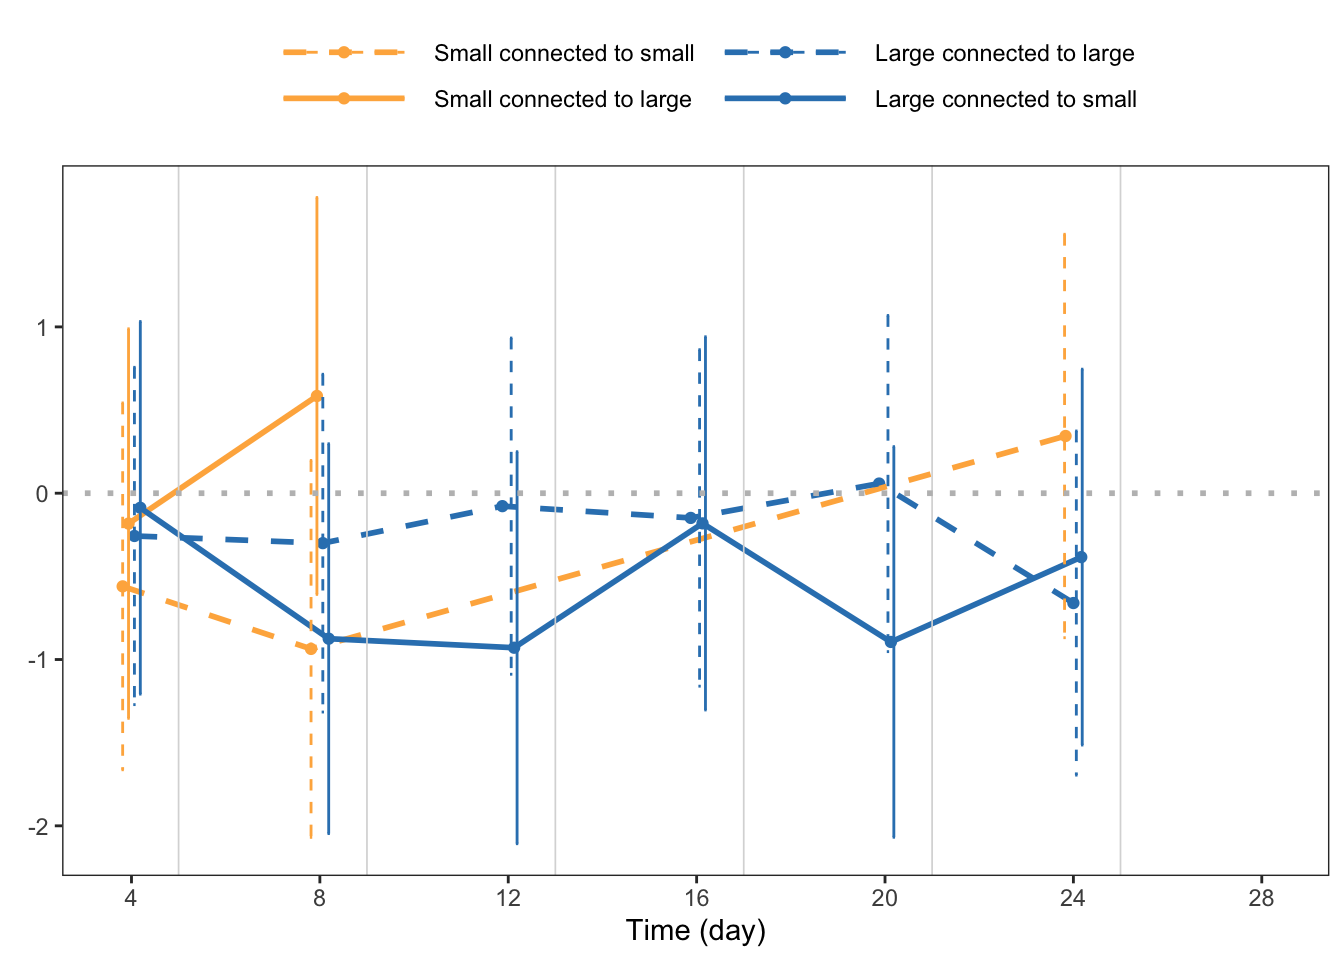 Small connected to small Large connected to large
Small connected to large Large connected to small
1
0
-1
-2
4 8 12 16 20 24 28
Time (day)